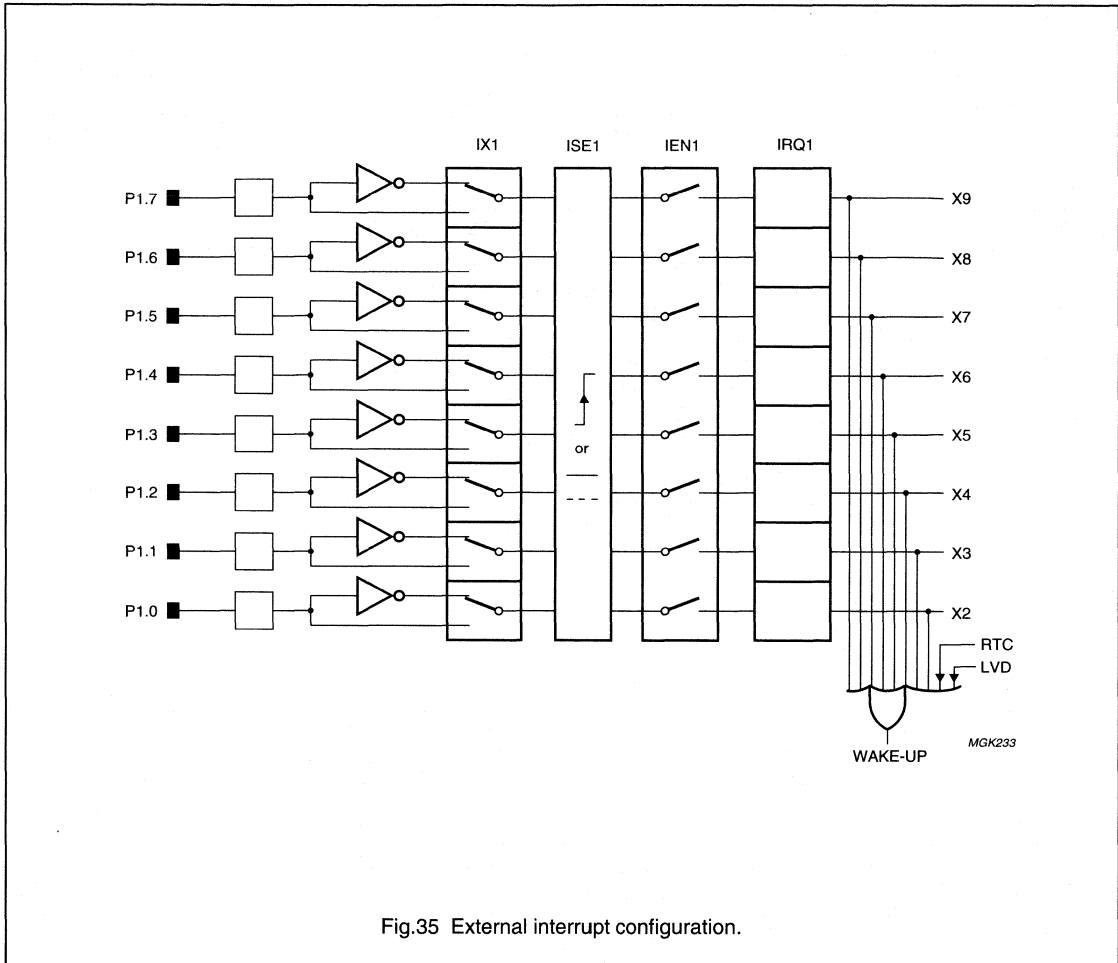 IX1 ISE1 IEN1 IRQ1
P1.7 X9
P1.6 X8
P1.5 X7
P1.4 X6
P1.3 X5
or
P1.2 X4
P1.1 X3
P1.0 X2
RTC
LVD
MGK233
WAKE-UP
Fig.35 External interrupt configuration.